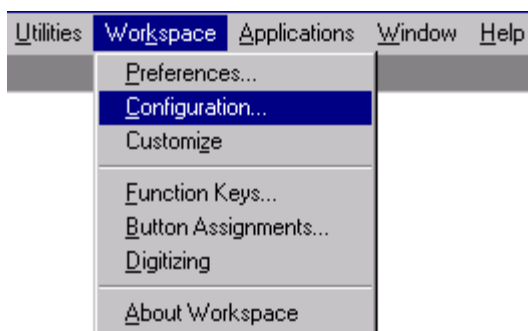 Utilities Workspace Applications Window Help
Preferences...
Configuration...
Customize
Function Keys...
Button Assignments...
Digitizing
About Workspace